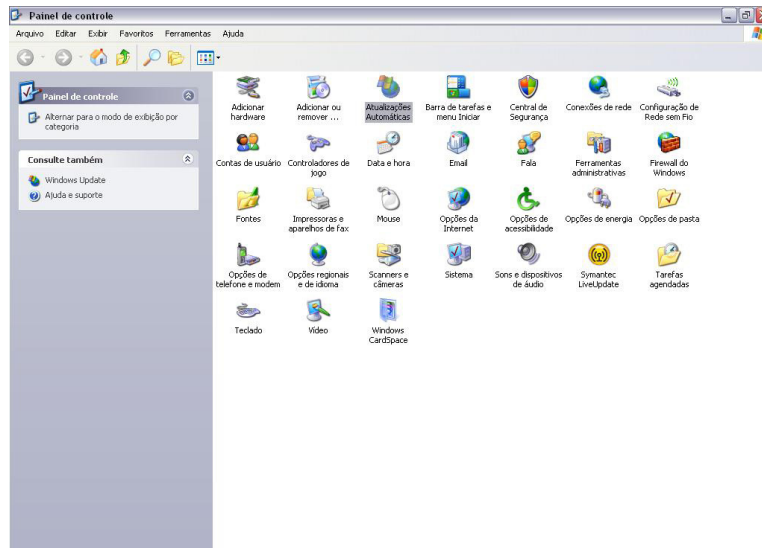 Painel de controle
Arquivo Editar Exibir Favoritos Ferramentas Ajuda
Painel de controle
Alternar para o modo de exibição por
categoria
Consulte também
Windows Update
Ajuda e suporte
Adicionar
hardware
Adicionar ou
remover ...
Atualizações
Automáticas
Barra de tarefas e
menu Iniciar
Central de
Segurança
Conexões de rede
Configuração de
Rede sem Fio
Contas de usuário
Controladores de
jogo
Data e hora
Email
Fala
Ferramentas
administrativas
Firewall do
Windows
Fontes
Impressoras e
aparelhos de fax
Mouse
Opções da
Internet
Opções de
acessibilidade
Opções de energia
Opções de pasta
Opções de
telefone e modem
Opções regionais
e de idioma
Scanners e
câmeras
Sistema
Sons e dispositivos
de áudio
Symantec
LiveUpdate
Tarefas
agendadas
Teclado
Vídeo
Windows
CardSpace